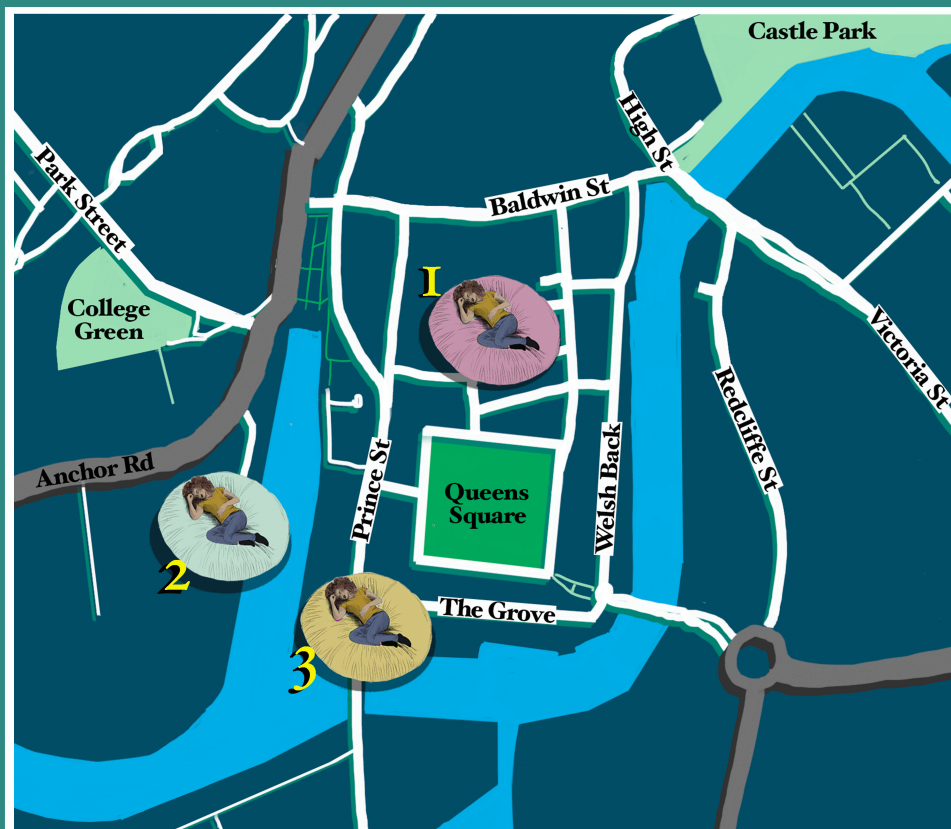 Castle Park
High St
Park Street
Baldwin St
1
College
Green
Victoria St
Redcliffe St
Anchor Rd
Prince St
Welsh Back
Queens
Square
2
The Grove
3